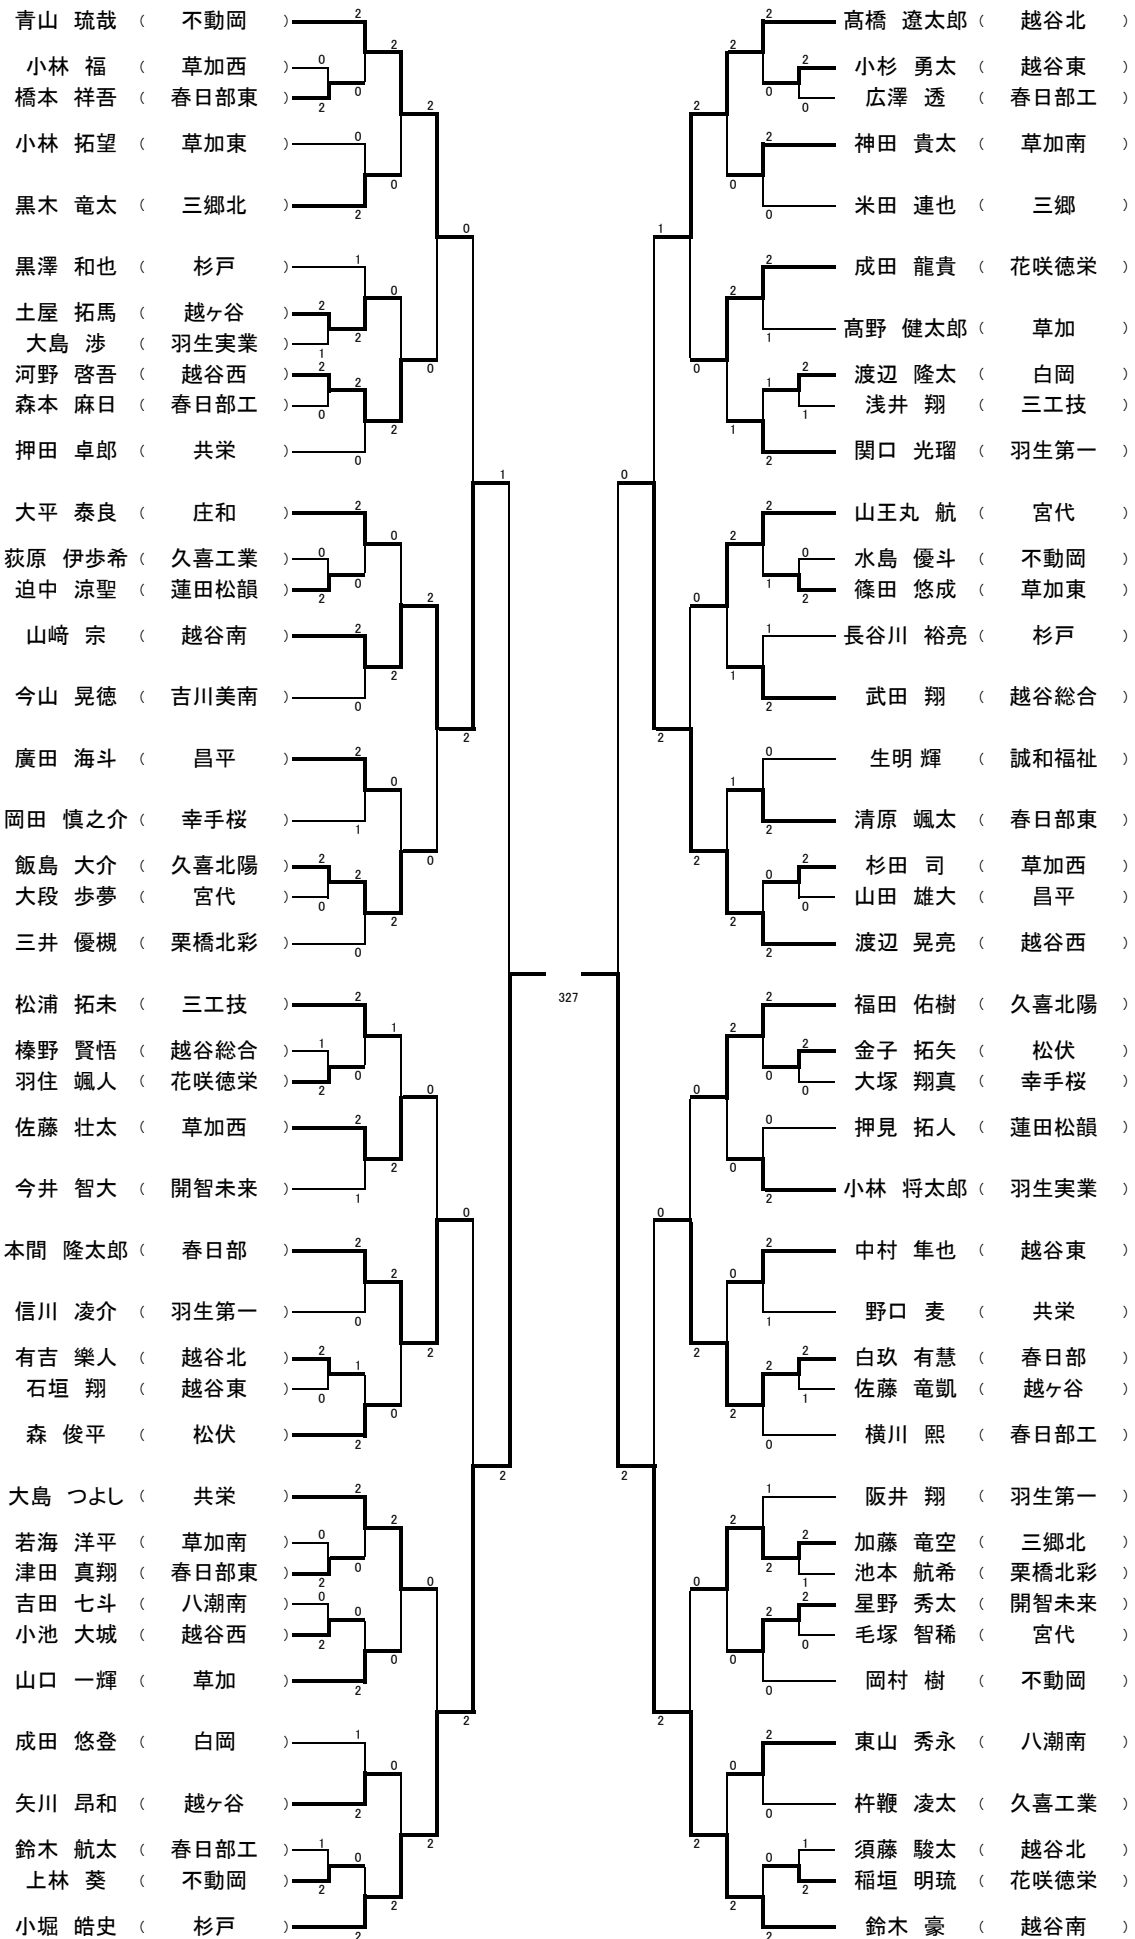 青山 琉哉 ( 不動岡 )
小林 福 ( 草加西 )
橋本 祥吾 ( 春日部東 )
小林 拓望 ( 草加東 )
黒木 竜太 ( 三郷北 )
黒澤 和也 ( 杉戸 )
土屋 拓馬 ( 越ヶ谷 )
大島 渉 ( 羽生実業 )
河野 啓吾 ( 越谷西 )
森本 麻日 ( 春日部工 )
押田 卓郎 ( 共栄 )
大平 泰良 ( 庄和 )
荻原 伊歩希 ( 久喜工業 )
迫中 涼聖 ( 蓮田松韻 )
山﨑 宗 ( 越谷南 )
今山 晃徳 ( 吉川美南 )
廣田 海斗 ( 昌平 )
岡田 慎之介 ( 幸手桜 )
飯島 大介 ( 久喜北陽 )
大段 歩夢 ( 宮代 )
三井 優槻 ( 栗橋北彩 )
松浦 拓未 ( 三工技 )
榛野 賢悟 ( 越谷総合 )
羽住 颯人 ( 花咲徳栄 )
佐藤 壮太 ( 草加西 )
今井 智大 ( 開智未来 )
本間 隆太郎 ( 春日部 )
信川 凌介 ( 羽生第一 )
有吉 樂人 ( 越谷北 )
石垣 翔 ( 越谷東 )
森 俊平 ( 松伏 )
大島 つよし ( 共栄 )
若海 洋平 ( 草加南 )
津田 真翔 ( 春日部東 )
吉田 七斗 ( 八潮南 )
小池 大城 ( 越谷西 )
山口 一輝 ( 草加 )
成田 悠登 ( 白岡 )
矢川 昂和 ( 越ヶ谷 )
鈴木 航太 ( 春日部工 )
上林 葵 ( 不動岡 )
小堀 皓史 ( 杉戸 )
327
髙橋 遼太郎 ( 越谷北 )
小杉 勇太 ( 越谷東 )
広澤 透 ( 春日部工 )
神田 貴太 ( 草加南 )
米田 連也 ( 三郷 )
成田 龍貴 ( 花咲徳栄 )
髙野 健太郎 ( 草加 )
渡辺 隆太 ( 白岡 )
浅井 翔 ( 三工技 )
関口 光瑠 ( 羽生第一 )
山王丸 航 ( 宮代 )
水島 優斗 ( 不動岡 )
篠田 悠成 ( 草加東 )
長谷川 裕亮 ( 杉戸 )
武田 翔 ( 越谷総合 )
生明 輝 ( 誠和福祉 )
清原 颯太 ( 春日部東 )
杉田 司 ( 草加西 )
山田 雄大 ( 昌平 )
渡辺 晃亮 ( 越谷西 )
福田 佑樹 ( 久喜北陽 )
金子 拓矢 ( 松伏 )
大塚 翔真 ( 幸手桜 )
押見 拓人 ( 蓮田松韻 )
小林 将太郎 ( 羽生実業 )
中村 隼也 ( 越谷東 )
野口 麦 ( 共栄 )
白玖 有慧 ( 春日部 )
佐藤 竜凱 ( 越ヶ谷 )
横川 熙 ( 春日部工 )
阪井 翔 ( 羽生第一 )
加藤 竜空 ( 三郷北 )
池本 航希 ( 栗橋北彩 )
星野 秀太 ( 開智未来 )
毛塚 智稀 ( 宮代 )
岡村 樹 ( 不動岡 )
東山 秀永 ( 八潮南 )
杵鞭 凌太 ( 久喜工業 )
須藤 駿太 ( 越谷北 )
稲垣 明琉 ( 花咲徳栄 )
鈴木 豪 ( 越谷南 )